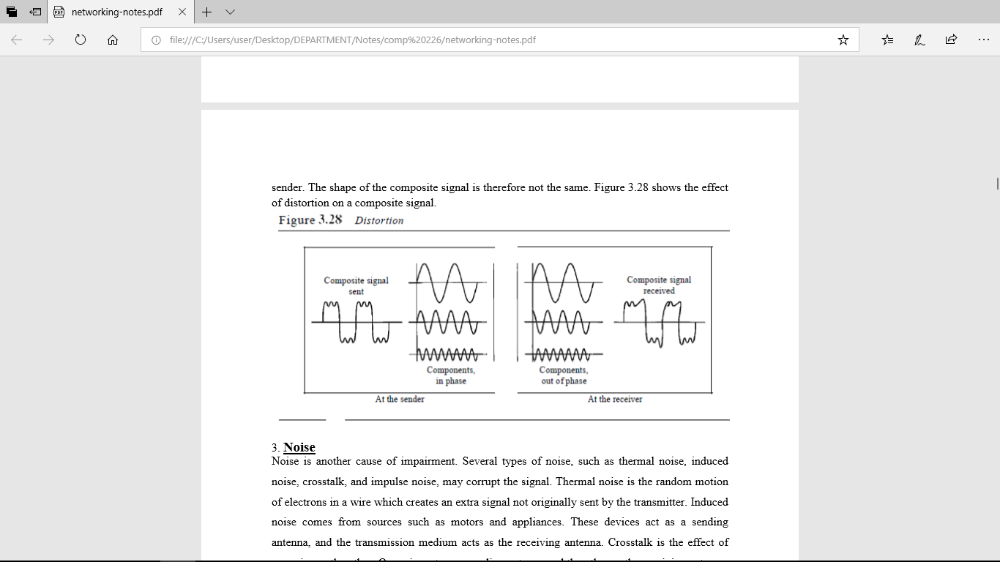 networking-notes.pdf
file:///C:/Users/user/Desktop/DEPARTMENT/Notes/comp%20226/networking-notes.pdf
sender. The shape of the composite signal is therefore not the same. Figure 3.28 shows the effect
of distortion on a composite signal.
Figure 3.28 Distortion
Composite signal
sent
Components,
in phase
At the sender
Composite signal
received
Components,
out of phase
At the receiver
3. Noise
Noise is another cause of impairment. Several types of noise, such as thermal noise, induced
noise, crosstalk, and impulse noise, may corrupt the signal. Thermal noise is the random motion
of electrons in a wire which creates an extra signal not originally sent by the transmitter. Induced
noise comes from sources such as motors and appliances. These devices act as a sending
antenna, and the transmission medium acts as the receiving antenna. Crosstalk is the effect of